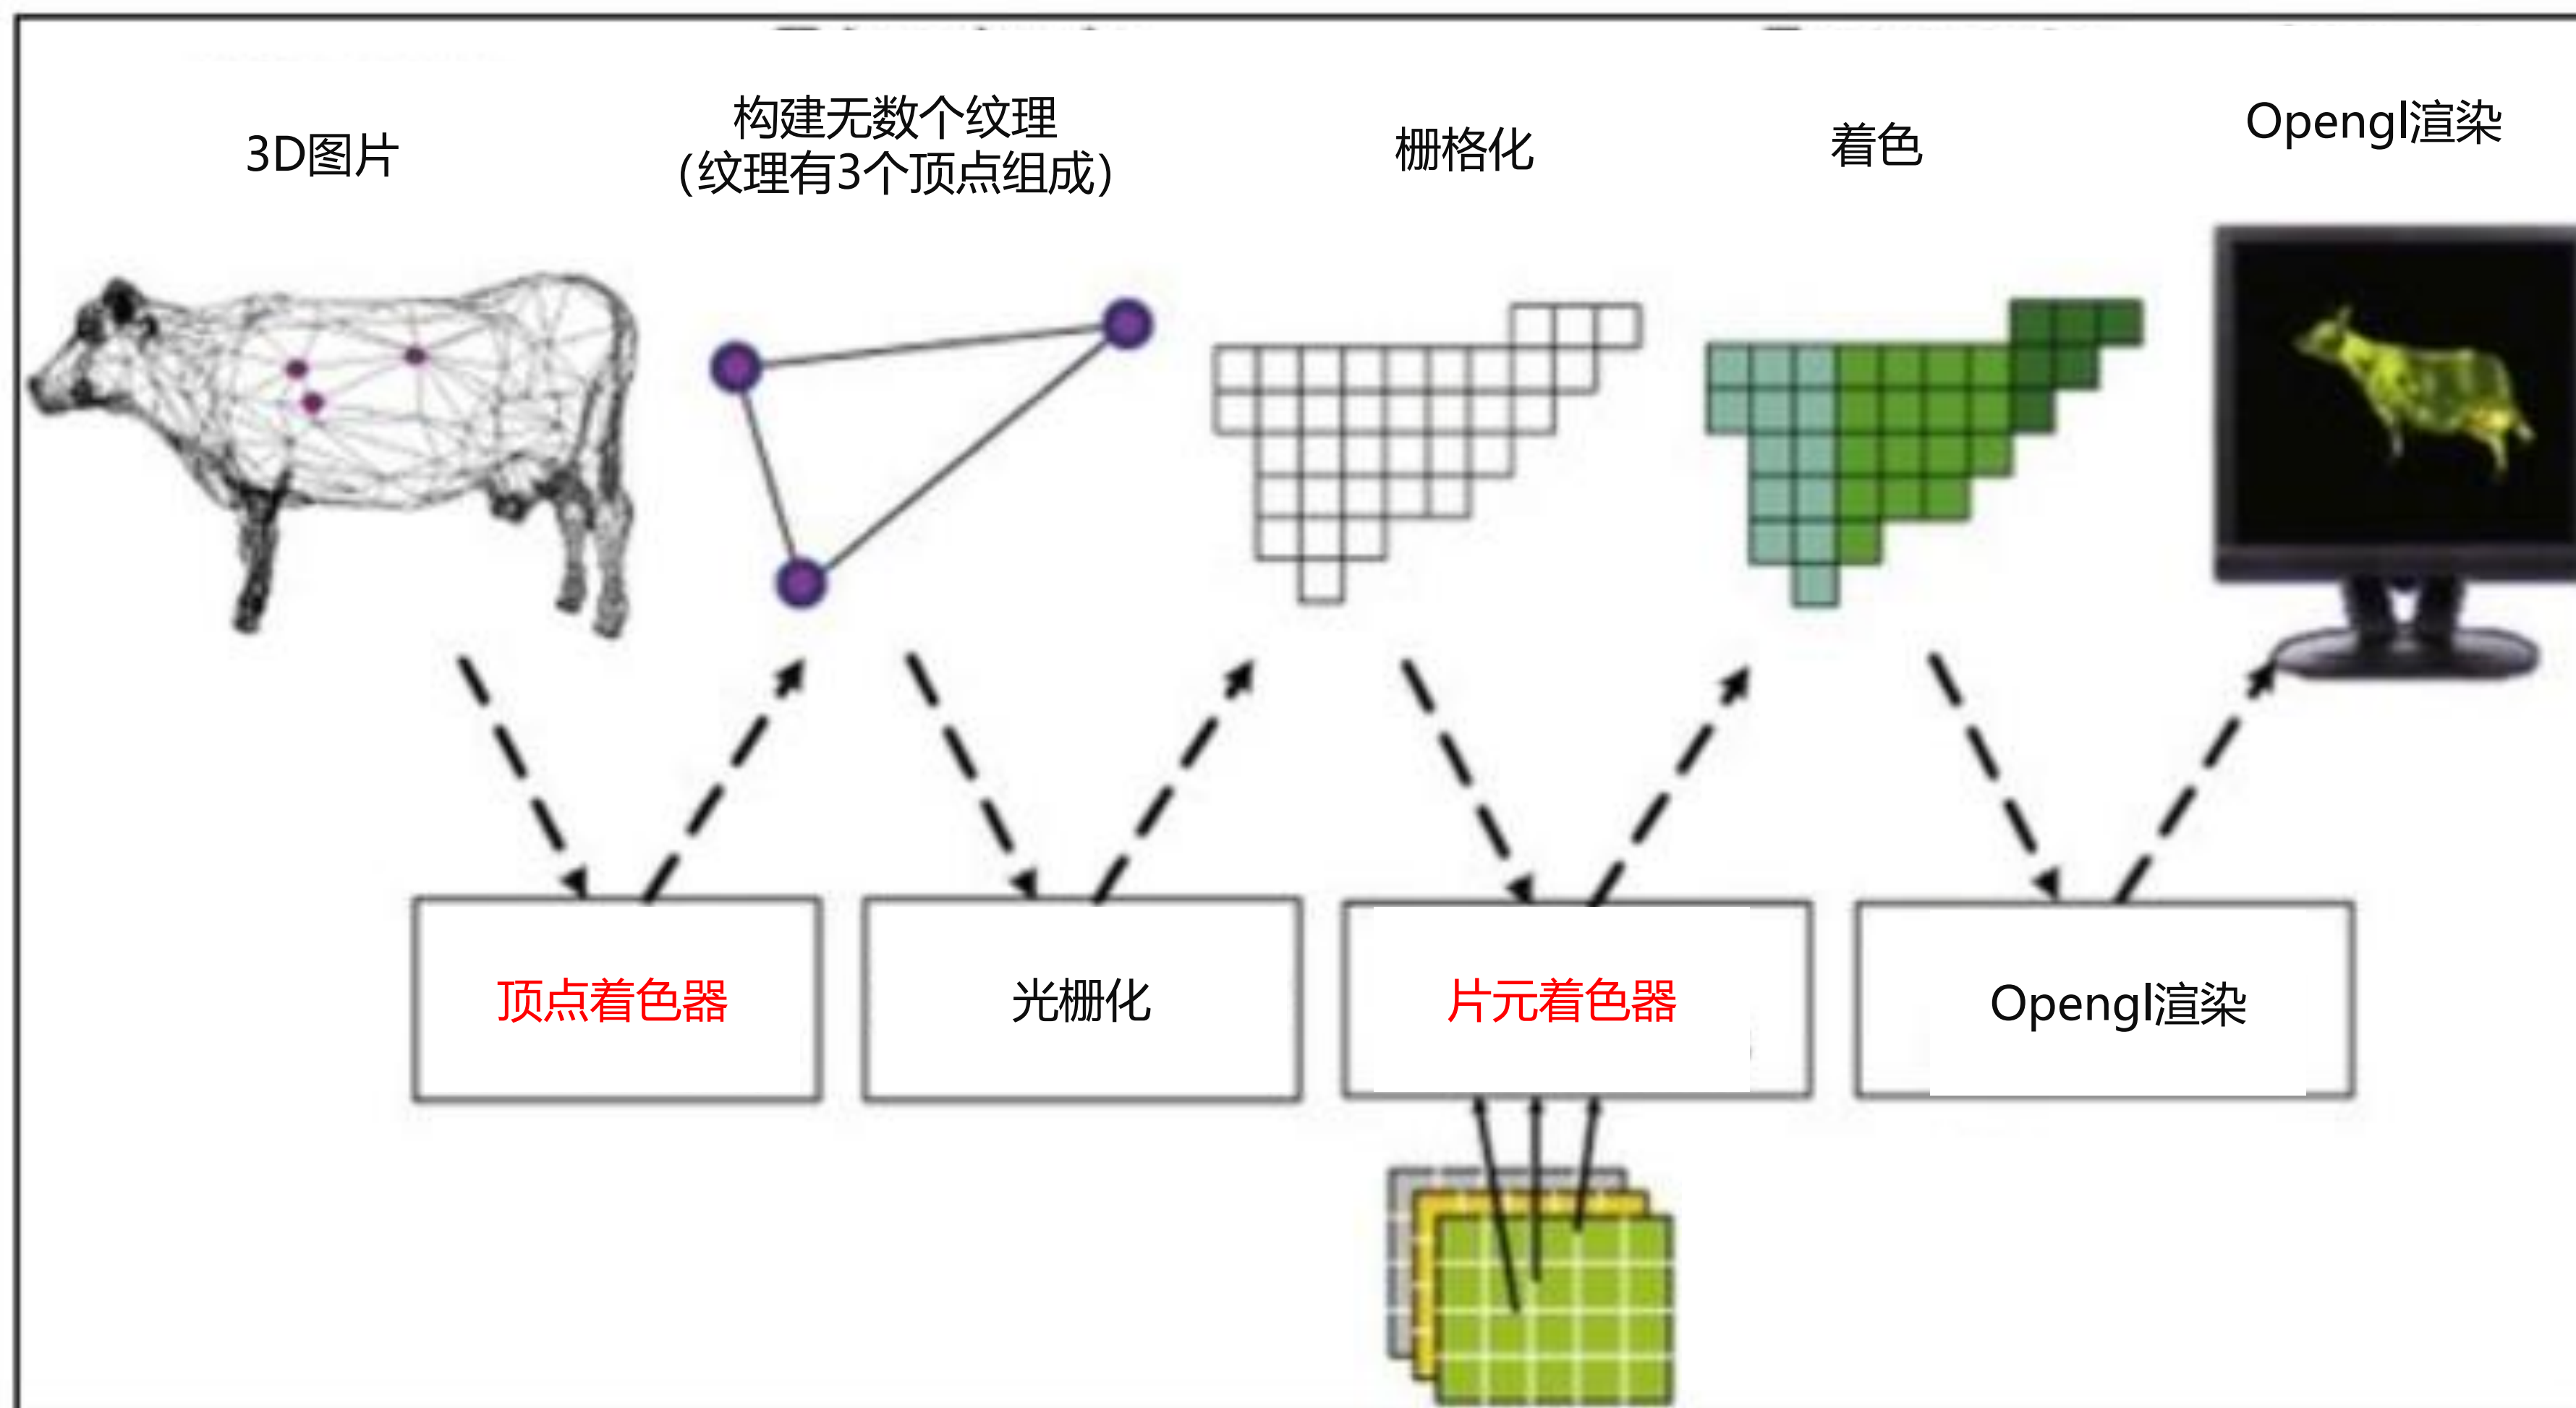 3D图片
构建无数个纹理
（纹理有3个顶点组成）
栅格化
着色
Opengl渲染
顶点着色器
光栅化
片元着色器
Opengl渲染